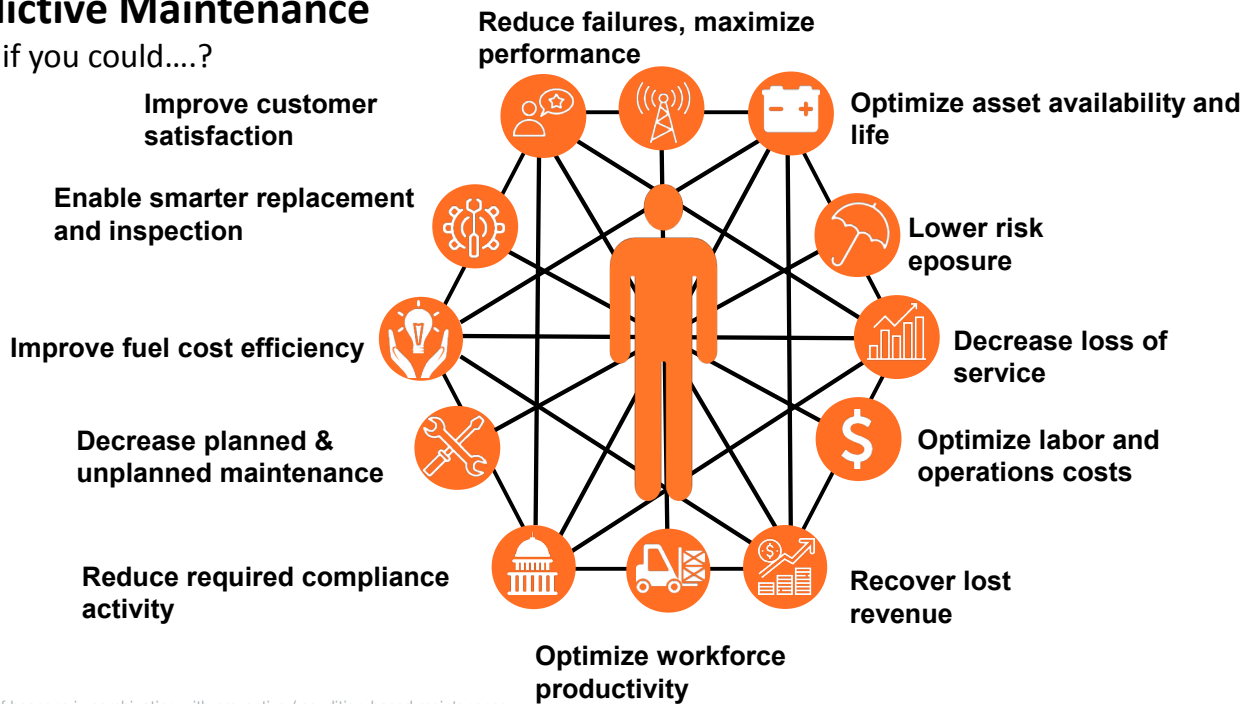 dictive Maintenance
if you could....?
Reduce failures, maximize
performance
Improve customer
satisfaction
Optimize asset availability and
life
Enable smarter replacement
and inspection
Lower risk
eposure
Improve fuel cost efficiency
Decrease loss of
service
Decrease planned &
unplanned maintenance
Optimize labor and
operations costs
Reduce required compliance
activity
Recover lost
revenue
Optimize workforce
productivity